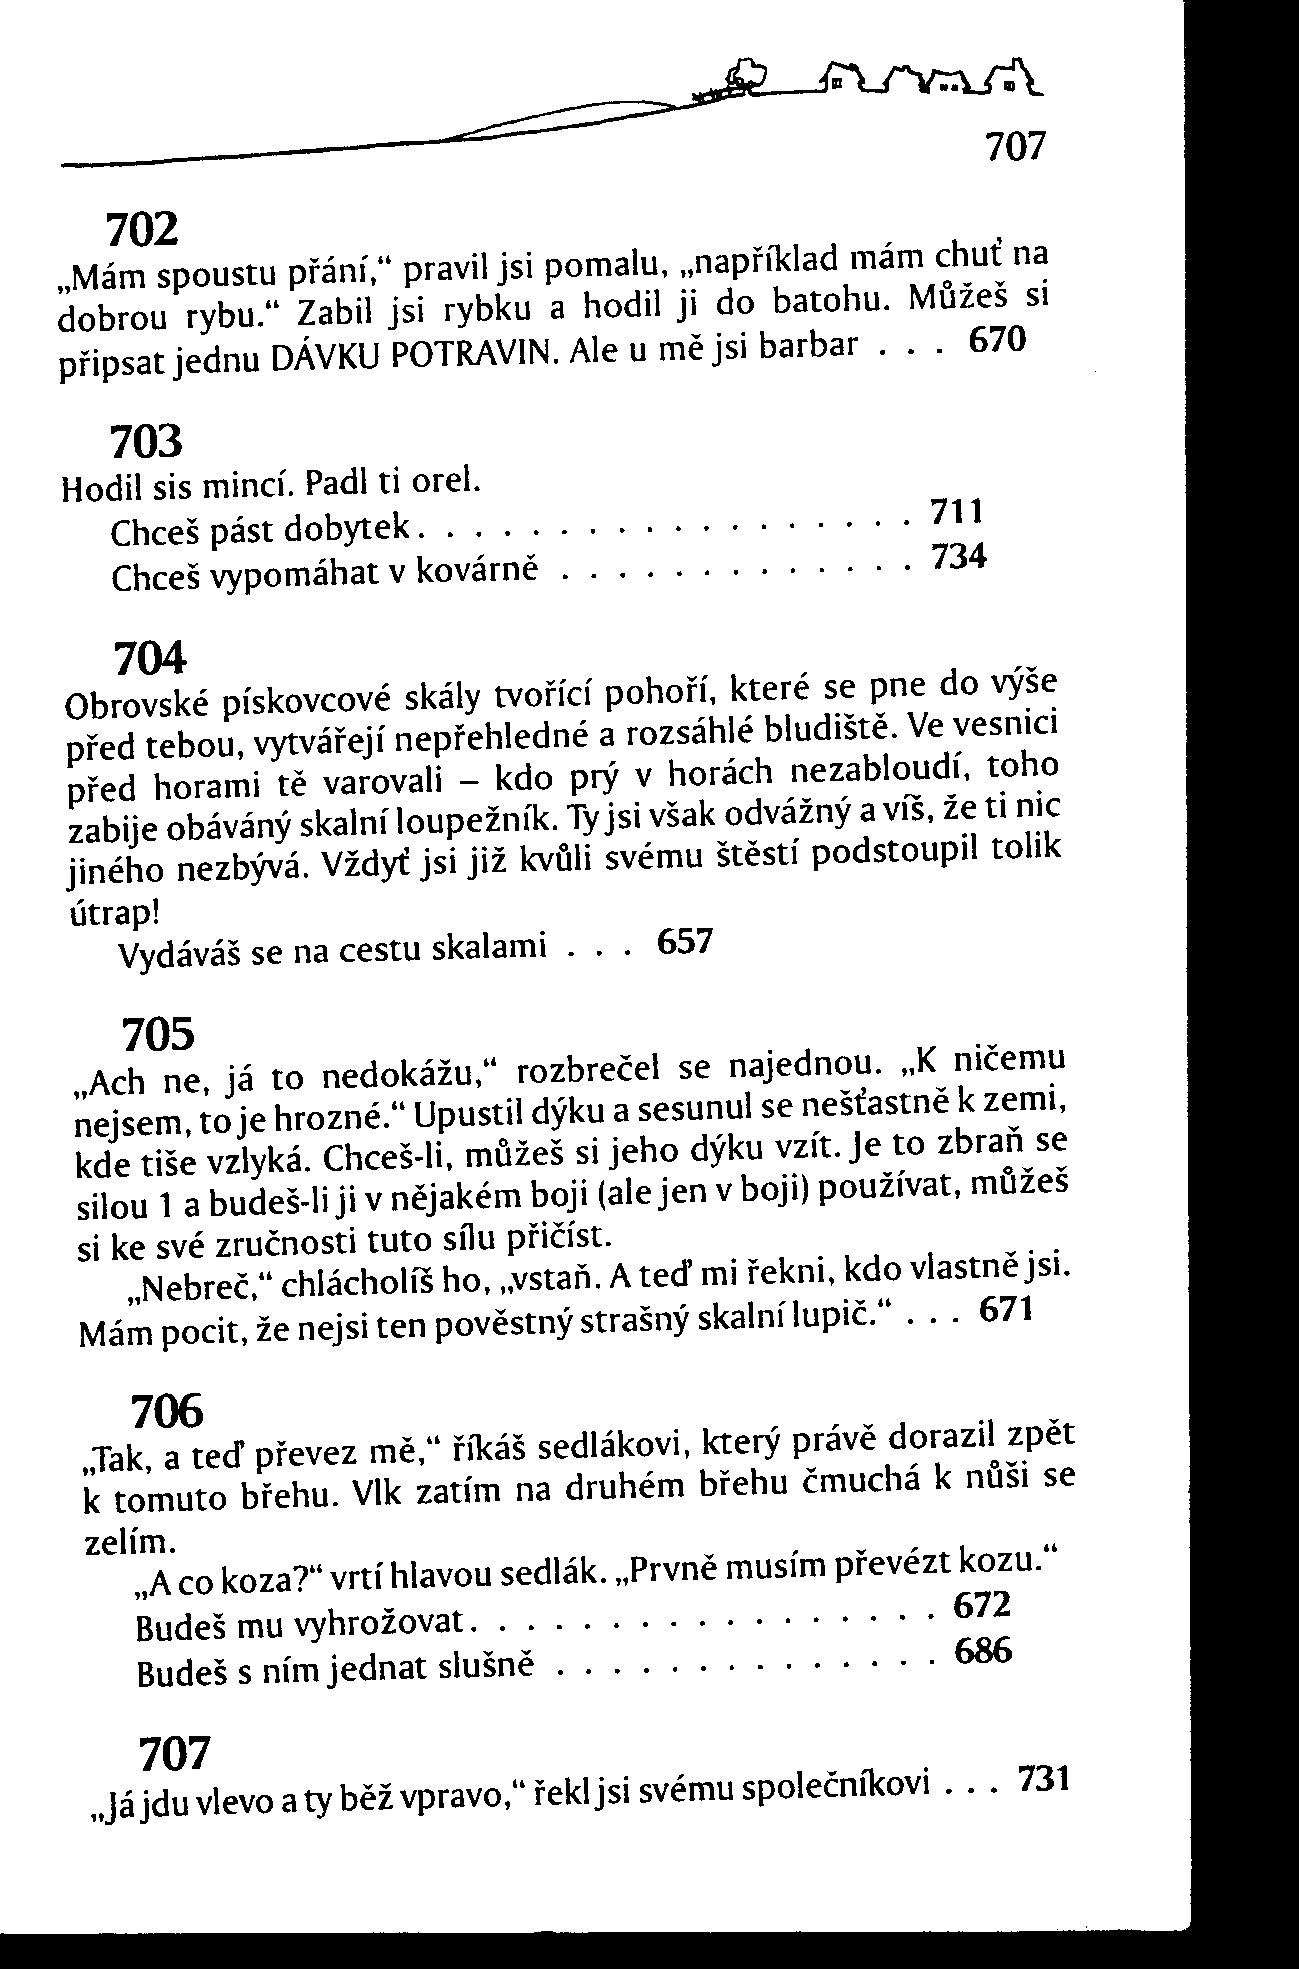 707
702
„Mám spoustu přání,“ pravil jsi pomalu, „například mám chuť na
dobrou rybu.“ Zabil jsi rybku a hodil ji do batohu. Můžeš si
připsat jednu DÁVKU POTRAVIN. Ale u mě jsi barbar . . . 670
703
Hodil sis mincí. Padl ti orel.
Chceš pást dobytek. . . . . . . . . . . . . . . . . . 711
Chceš vypomáhat v kovárně . . . . . . . . . . . . . 734
704
Obrovské pískovcové skály tvořící pohoří, které se pne do výše
před tebou, vytvářejí nepřehledné a rozsáhlé bludiště. Ve vesnici
před horami tě varovali – kdo prý v horách nezabloudí, toho
zabije obáváný skalní loupežník. Ty jsi však odvážný a víš, že ti nic
jiného nezbývá. Vždyť jsi již kvůli svému štěstí podstoupil tolik
útrap!
Vydáváš se na cestu skalami . . . 657
705
„Ach ne, já to nedokážu,“ rozbrečel se najednou. „K ničemu
nejsem, to je hrozné.“ Upustil dýku a sesunul se nešťastně k zemi,
kde tiše vzlyká. Chceš-li, můžeš si jeho dýku vzít. Je to zbraň se
silou 1 a budeš-li ji v nějakém boji (ale jen v boji) používat, můžeš
si ke své zručnosti tuto sílu přičíst.
„Nebreč,“ chlácholíš ho, „vstaň. A teď mi řekni, kdo vlastně jsi.
Mám pocit, že nejsi ten pověstný strašný skalní lupič.“ . . . 671
706
„Tak, a teď převez mě,“ říkáš sedlákovi, který právě dorazil zpět
k tomuto břehu. Vlk zatím na druhém břehu čmuchá k nůši se
zelím.
„A co koza?“ vrtí hlavou sedlák. „Prvně musím převézt kozu.“
Budeš mu vyhrožovat. . . . . . . . . . . . . . . . . 672
Budeš s ním jednat slušně . . . . . . . . . . . . . . 686
707
„Já jdu vlevo a ty běž vpravo,“ řekl jsi svému společníkovi . . . 731